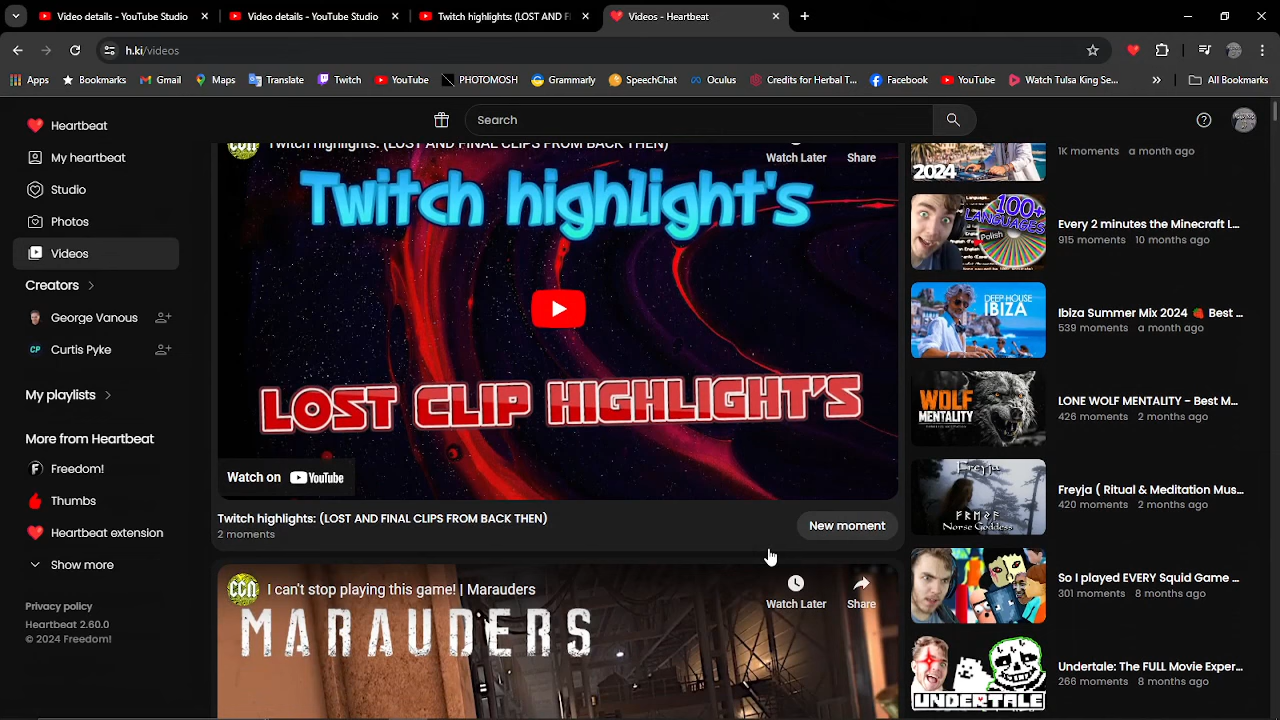 Video details - YouTube Studio
Video details - YouTube Studio
Twitch highlights: (LOST AND F
Videos - Heartbeat
h.ki/videos
Apps
Bookmarks
Gmail
Maps
Translate
Twitch
YouTube
PHOTOMOSH
Grammarly
SpeechChat
Oculus
Credits for Herbal T...
Facebook
YouTube
Watch Tulsa King Se...
All Bookmarks
Heartbeat
My heartbeat
Studio
Photos
Videos
Creators
George Vanous
CP Curtis Pyke
My playlists
More from Heartbeat
Freedom!
Thumbs
Heartbeat extension
Show more
Privacy policy
Heartbeat 2.60.0
© 2024 Freedom!
Search
CCN Twitch highlights: (LOST AND FINAL CLIPS FROM BACK THEN)
Watch Later
Share
Twitch highlight's
LOST CLIP HIGHLIGHT'S
Watch on YouTube
Twitch highlights: (LOST AND FINAL CLIPS FROM BACK THEN)
2 moments
New moment
CCN I can't stop playing this game! | Marauders
Watch Later
Share
MARAUDERS
2024
1K moments a month ago
100+
LANGUAGES
Polish
Every 2 minutes the Minecraft L...
915 moments 10 months ago
DEEP HOUSE
IBIZA
Ibiza Summer Mix 2024 🍓 Best ...
539 moments a month ago
WOLF
MENTALITY
LONE WOLF MENTALITY - Best M...
426 moments 2 months ago
Freyja
ᚠᚱᛖᛃᚨ
Norse Goddess
Freyja ( Ritual & Meditation Mus...
420 moments 2 months ago
So I played EVERY Squid Game ...
301 moments 8 months ago
UNDERTALE
Undertale: The FULL Movie Exper...
266 moments 8 months ago